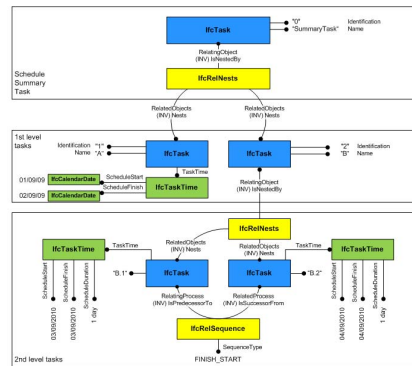 IfcTask
"0" Identification
"SummaryTask" Name
RelatingObject
(INV) IsNestedBy
IfcRelNests
Schedule
Summary
Task
RelatedObjects
(INV) Nests
RelatedObjects
(INV) Nests
1st level
tasks
Identification "1"
Name "A"
IfcTask
IfcTask
"2" Identification
"B" Name
TaskTime
RelatingObject
(INV) IsNestedBy
01/09/09 IfcCalendarDate ScheduleStart
IfcTaskTime
ScheduleFinish
02/09/09 IfcCalendarDate
IfcRelNests
RelatedObjects
(INV) Nests
RelatedObjects
(INV) Nests
IfcTaskTime
TaskTime
TaskTime
IfcTaskTime
"B.1"
IfcTask
IfcTask
"B.2"
ScheduleStart
03/09/2010
ScheduleFinish
03/09/2010
ScheduleDuration
1 day
ScheduleStart
04/09/2010
ScheduleFinish
04/09/2010
ScheduleDuration
1 day
RelatingProcess
(INV) IsPredecessorTo
RelatedProcess
(INV) IsSuccessorFrom
IfcRelSequence
SequenceType
FINISH_START
2nd level tasks